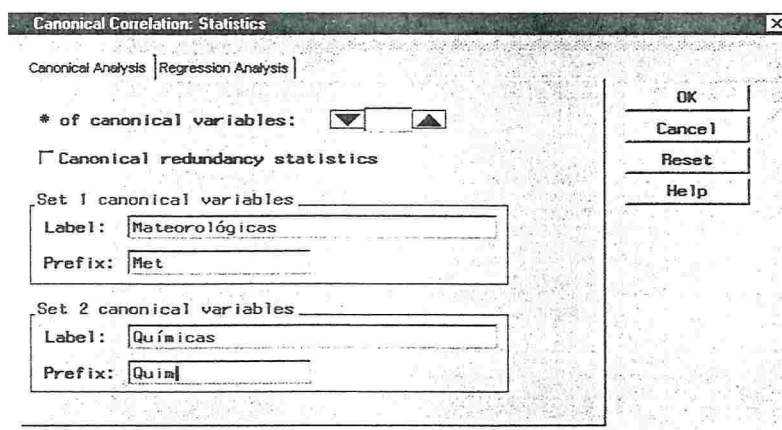 Canonical Correlation: Statistics
Canonical Analysis Regression Analysis
# of canonical variables:
Canonical redundancy statistics
Set 1 canonical variables
Label: Mateorológicas
Prefix: Met
Set 2 canonical variables
Label: Químicas
Prefix: Quim
OK
Cancel
Reset
Help